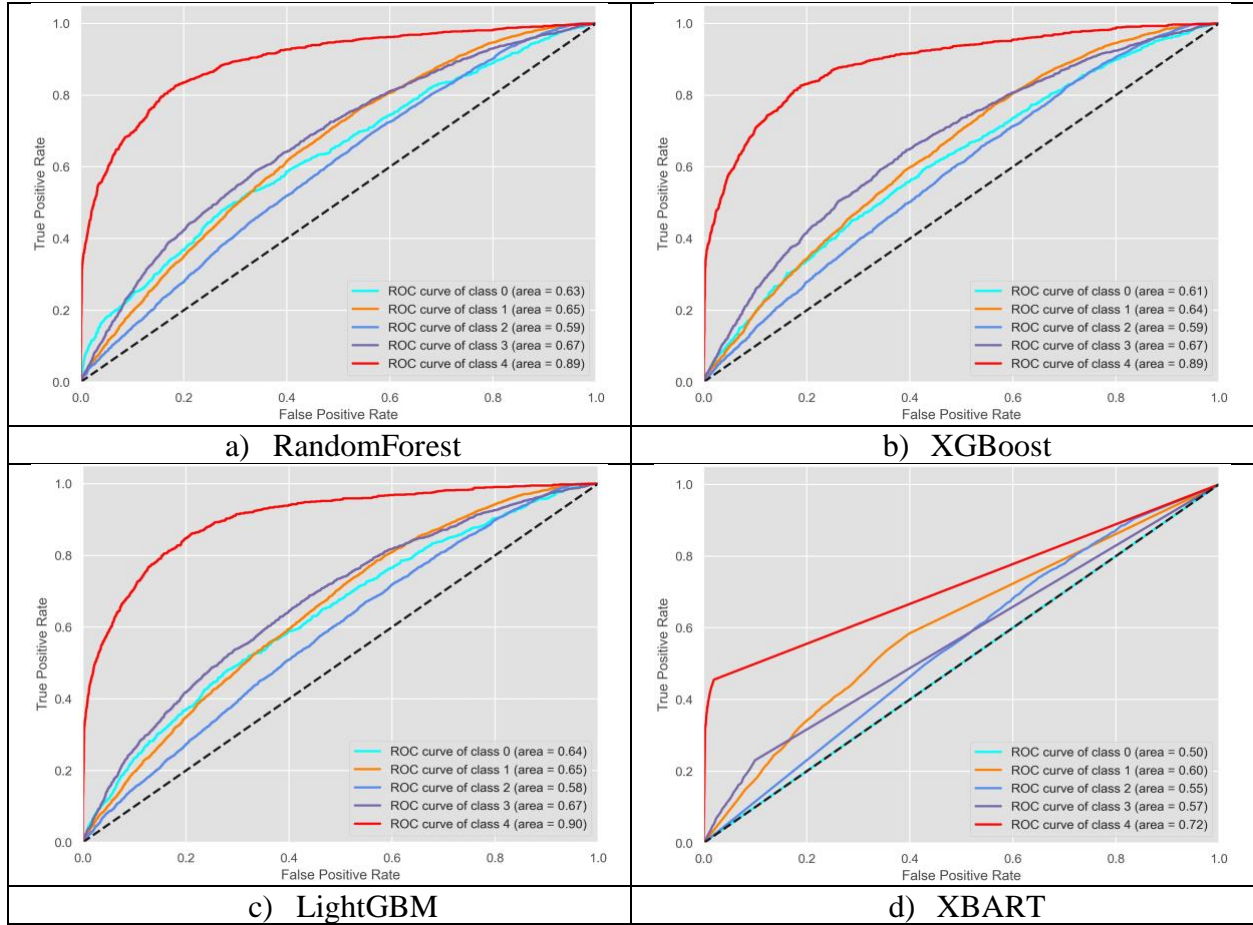 1.0
0.8
0.6
0.4
0.2
0.0
True Positive Rate
ROC curve of class 0 (area = 0.63)
ROC curve of class 1 (area = 0.65)
ROC curve of class 2 (area = 0.59)
ROC curve of class 3 (area = 0.67)
ROC curve of class 4 (area = 0.89)
0.0 0.2 0.4 0.6 0.8 1.0
False Positive Rate
a) RandomForest
1.0
0.8
0.6
0.4
0.2
0.0
True Positive Rate
ROC curve of class 0 (area = 0.61)
ROC curve of class 1 (area = 0.64)
ROC curve of class 2 (area = 0.59)
ROC curve of class 3 (area = 0.67)
ROC curve of class 4 (area = 0.89)
0.0 0.2 0.4 0.6 0.8 1.0
False Positive Rate
b) XGBoost
1.0
0.8
0.6
0.4
0.2
0.0
True Positive Rate
ROC curve of class 0 (area = 0.64)
ROC curve of class 1 (area = 0.65)
ROC curve of class 2 (area = 0.58)
ROC curve of class 3 (area = 0.67)
ROC curve of class 4 (area = 0.90)
0.0 0.2 0.4 0.6 0.8 1.0
False Positive Rate
c) LightGBM
1.0
0.8
0.6
0.4
0.2
0.0
True Positive Rate
ROC curve of class 0 (area = 0.50)
ROC curve of class 1 (area = 0.60)
ROC curve of class 2 (area = 0.55)
ROC curve of class 3 (area = 0.57)
ROC curve of class 4 (area = 0.72)
0.0 0.2 0.4 0.6 0.8 1.0
False Positive Rate
d) XBART